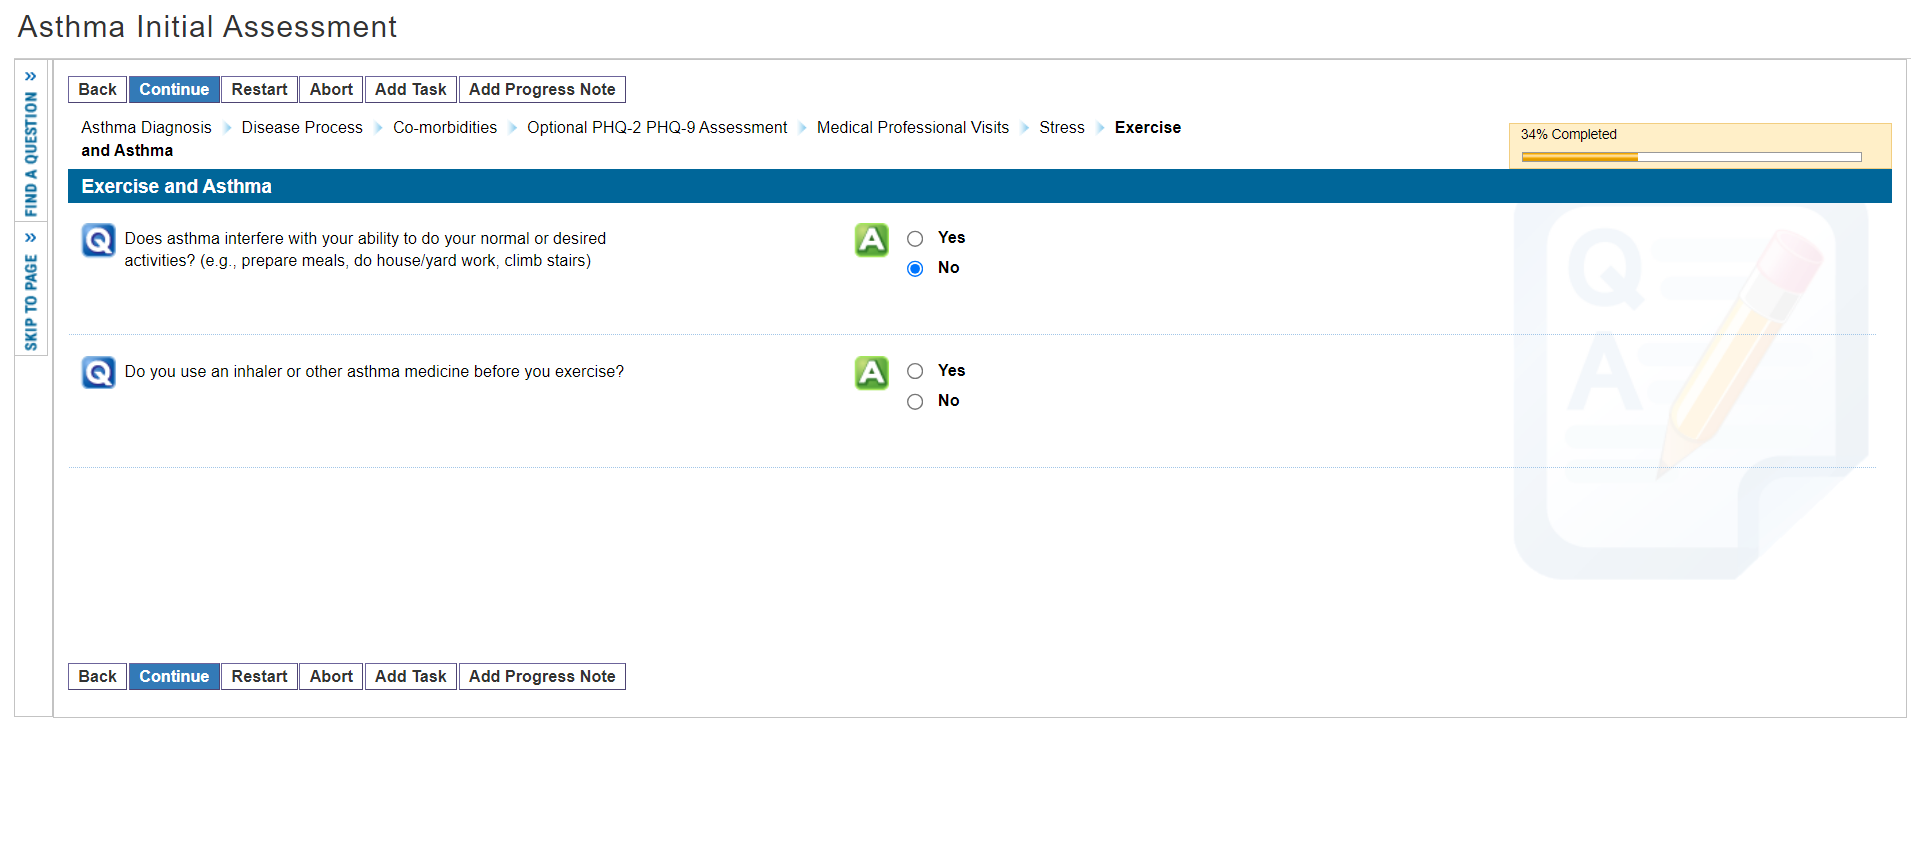 Asthma Initial Assessment
FIND A QUESTION »
SKIP TO PAGE »
Back Continue Restart Abort Add Task Add Progress Note
Asthma Diagnosis Disease Process Co-morbidities Optional PHQ-2 PHQ-9 Assessment Medical Professional Visits Stress Exercise
and Asthma
34% Completed
Exercise and Asthma
Q Does asthma interfere with your ability to do your normal or desired
activities? (e.g., prepare meals, do house/yard work, climb stairs)
A Yes
No
Q Do you use an inhaler or other asthma medicine before you exercise?
A Yes
No
Q
A
Back Continue Restart Abort Add Task Add Progress Note